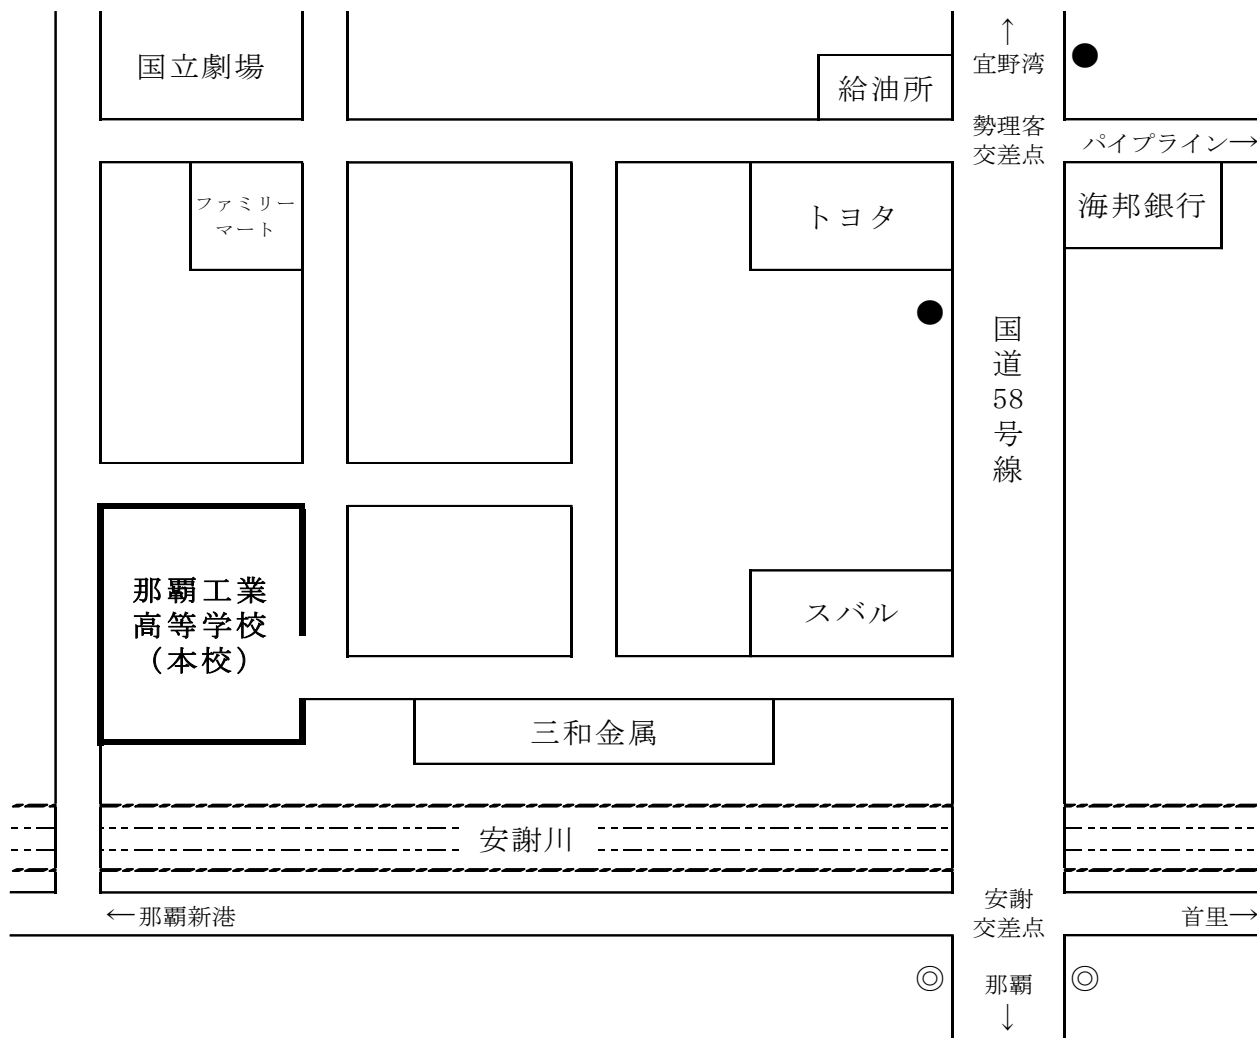 ↑
宜野湾
●
国立劇場
給油所
勢理客
交差点
パイプライン→
ファミリー
マート
トヨタ
海邦銀行
●
国
道
58
号
線
那覇工業
高等学校
（本校）
スバル
三和金属
安謝川
安謝
交差点
←那覇新港
首里→
◎
那覇
◎
↓